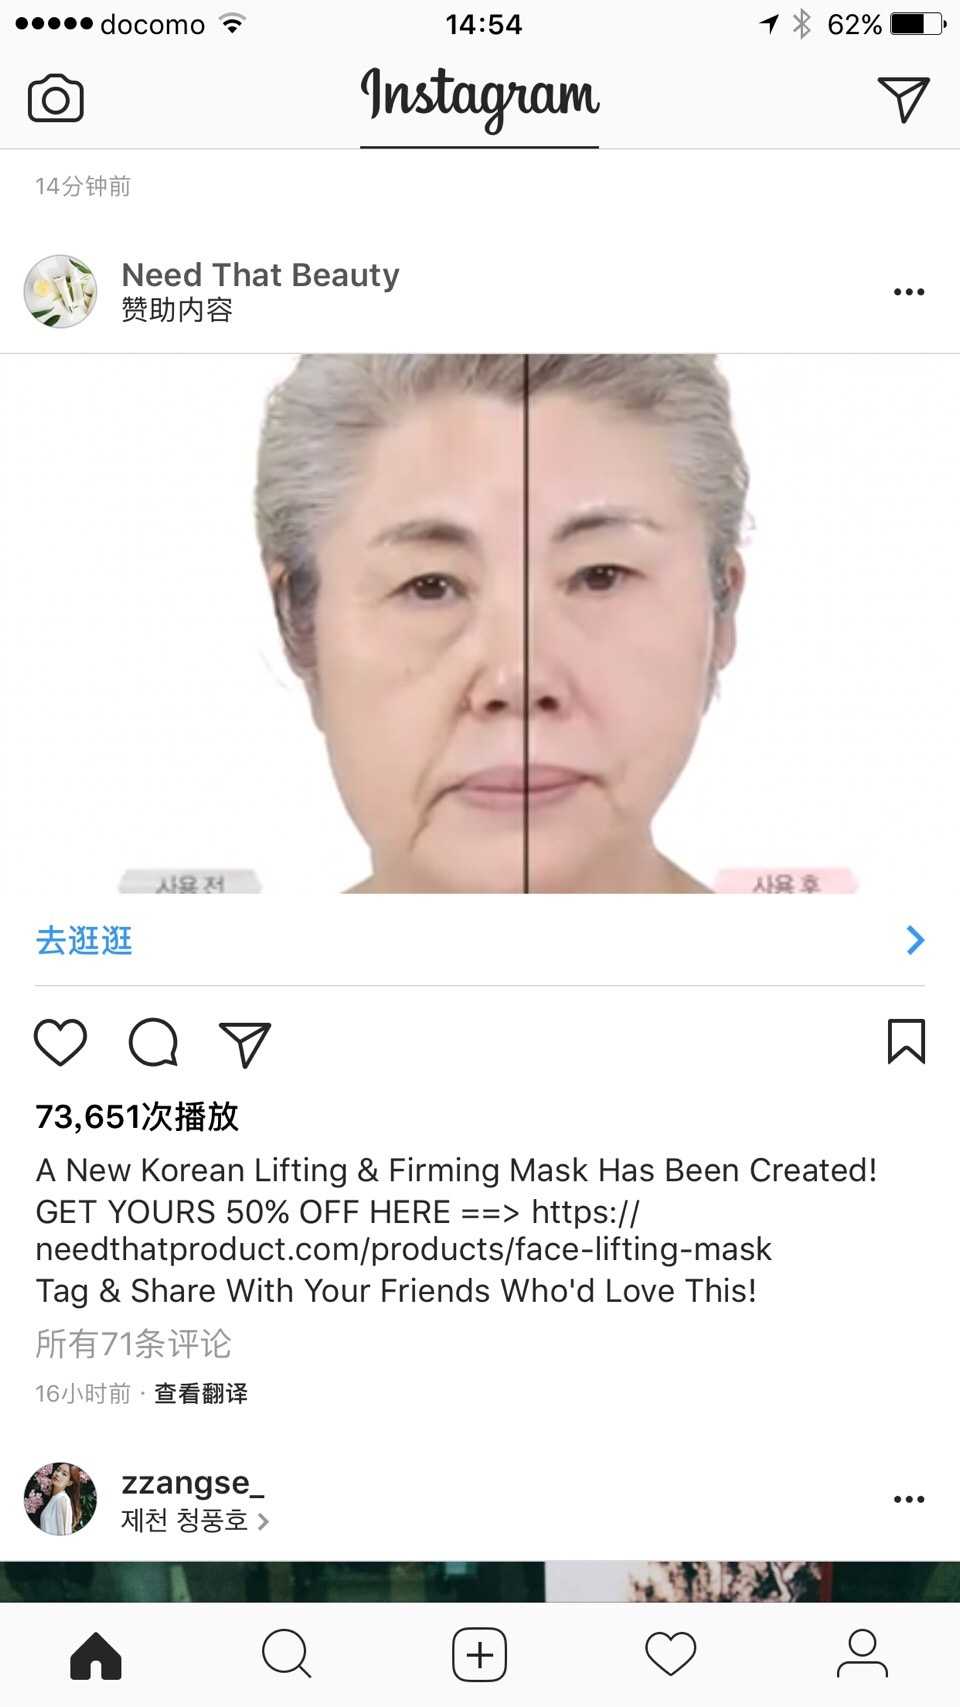 docomo 14:54 62%
Instagram
14分钟前
Need That Beauty
赞助内容
사용 전 사용 후
去逛逛
73,651次播放
A New Korean Lifting & Firming Mask Has Been Created!
GET YOURS 50% OFF HERE ==> https://
needthatproduct.com/products/face-lifting-mask
Tag & Share With Your Friends Who'd Love This!
所有71条评论
16小时前 · 查看翻译
zzangse_
제천 청풍호 >